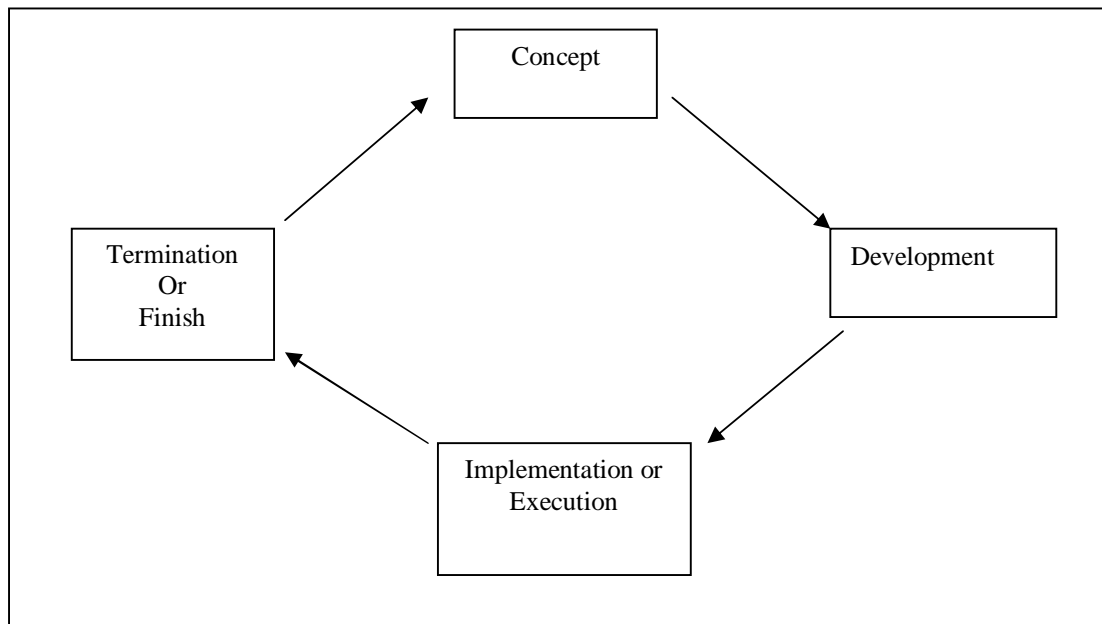 Concept
Development
Termination
Or
Finish
Implementation or
Execution